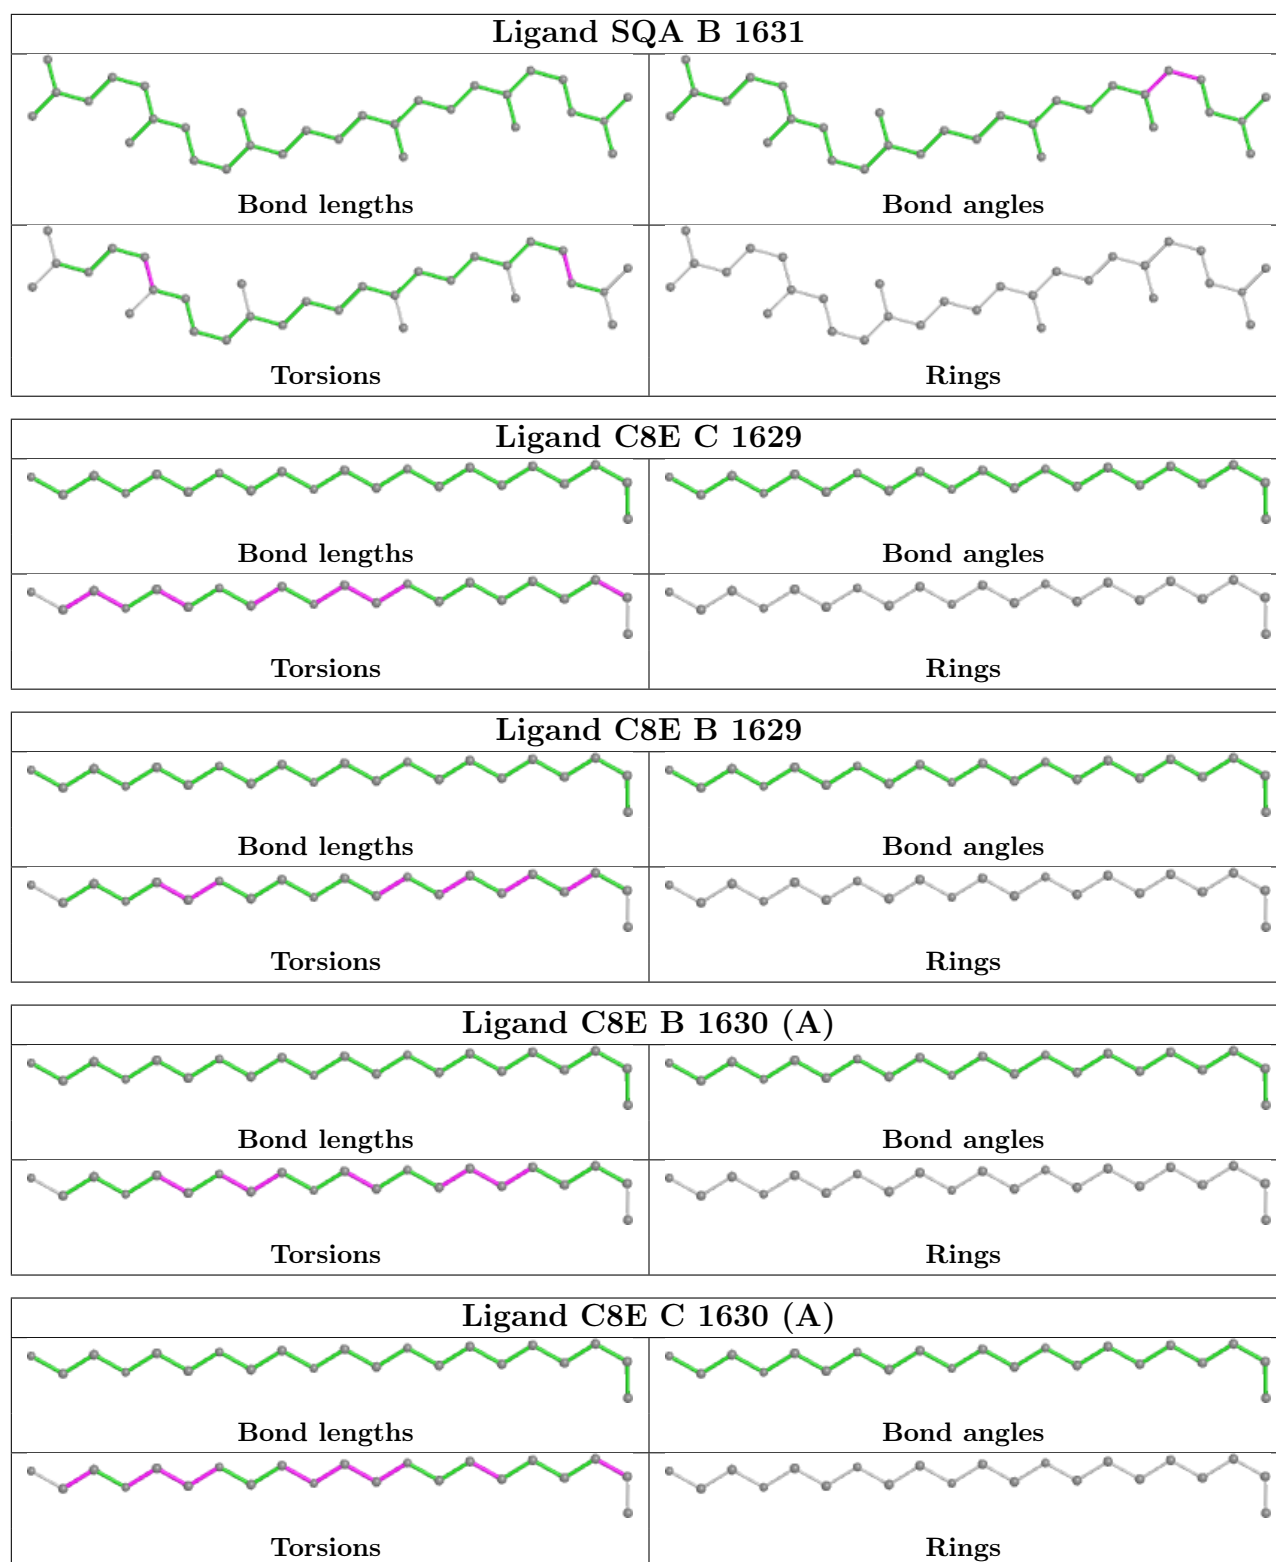 Ligand SQA B 1631
Bond lengths Bond angles
Torsions Rings
Ligand C8E C 1629
Bond lengths Bond angles
Torsions Rings
Ligand C8E B 1629
Bond lengths Bond angles
Torsions Rings
Ligand C8E B 1630 (A)
Bond lengths Bond angles
Torsions Rings
Ligand C8E C 1630 (A)
Bond lengths Bond angles
Torsions Rings